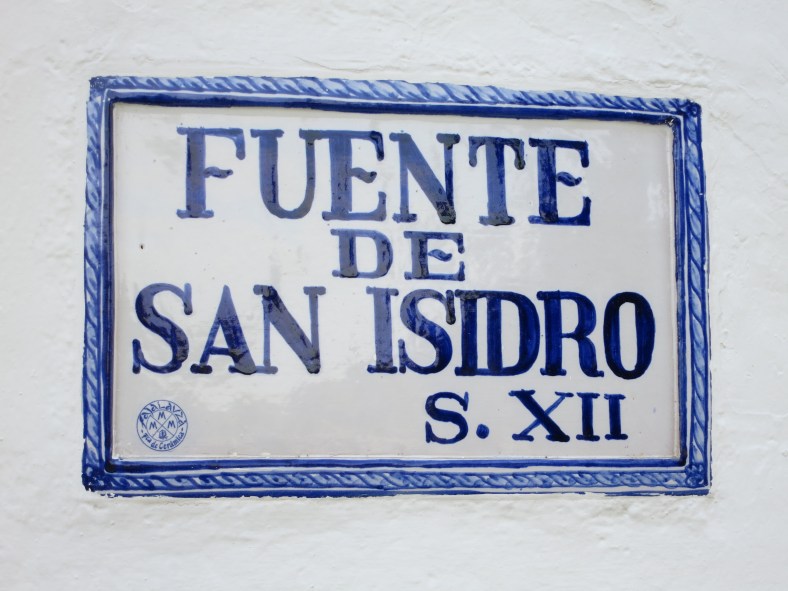 FUENTE
DE
SAN ISIDRO
S. XII